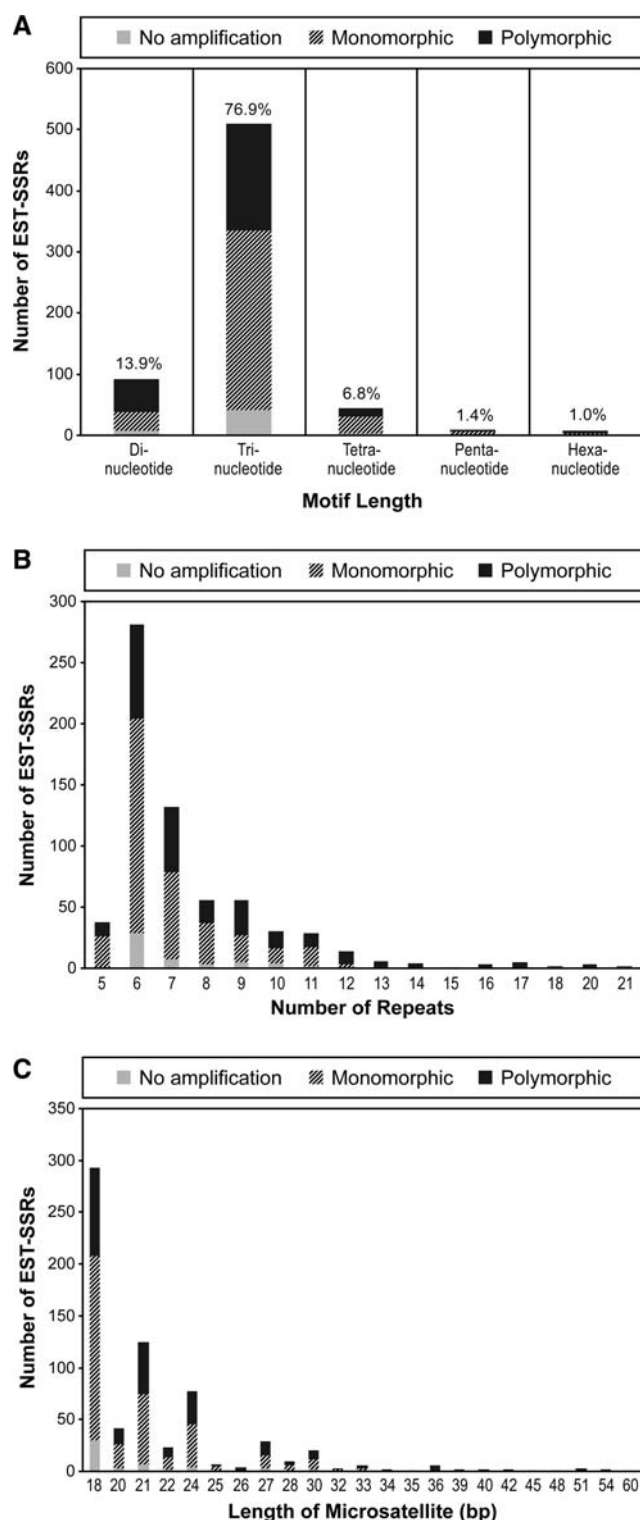 A
No amplification Monomorphic Polymorphic
600
500
400
300
200
100
0
Number of EST-SSRs
13.9%
76.9%
6.8%
1.4%
1.0%
Di-
nucleotide
Tri-
nucleotide
Tetra-
nucleotide
Penta-
nucleotide
Hexa-
nucleotide
Motif Length
B
No amplification Monomorphic Polymorphic
300
250
200
150
100
50
0
Number of EST-SSRs
5 6 7 8 9 10 11 12 13 14 15 16 17 18 20 21
Number of Repeats
C
No amplification Monomorphic Polymorphic
350
300
250
200
150
100
50
0
Number of EST-SSRs
18 20 21 22 24 25 26 27 28 30 32 33 34 35 36 39 40 42 45 48 51 54 60
Length of Microsatellite (bp)